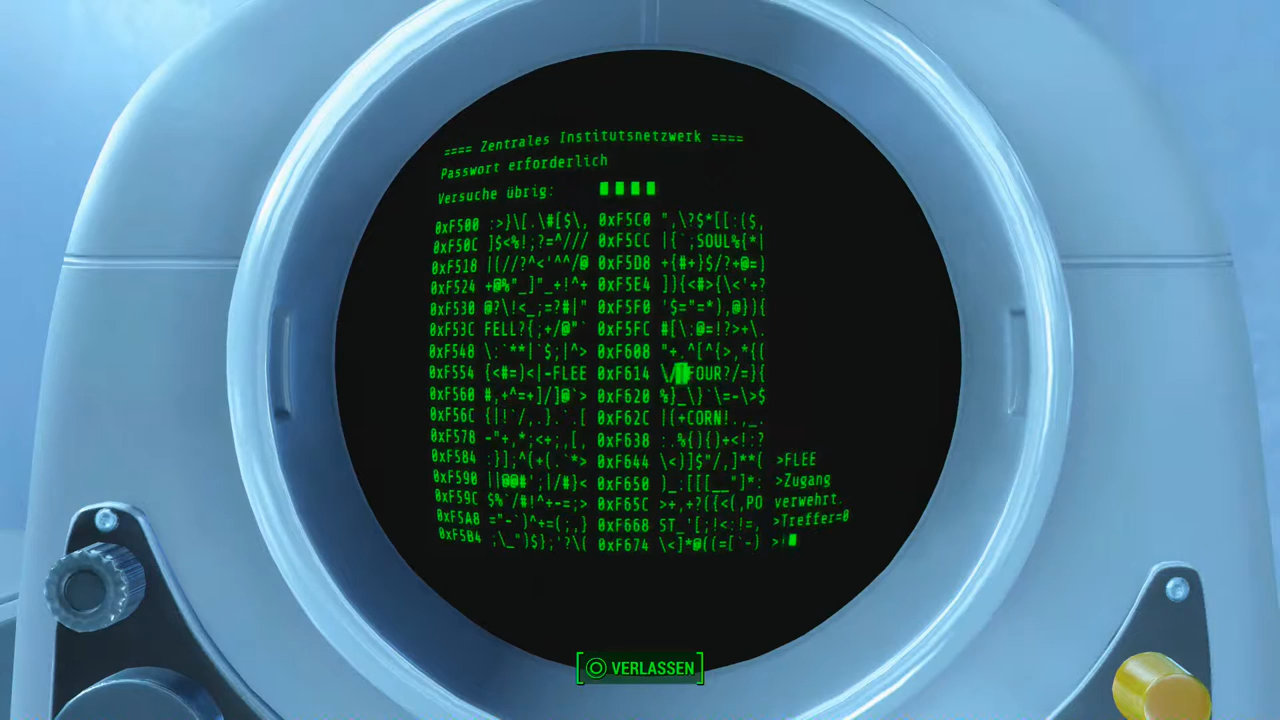 ==== Zentrales Institutsnetzwerk ====
Passwort erforderlich
Versuche übrig: ■ ■ ■ ■
0xF500 :>}\[.\#[$\, 0xF5C0 ",\?$*[[:($,
0xF50C ]$<%!;?=^/// 0xF5CC |{`;SOUL%{*|
0xF518 |(//?^<'^^/@ 0xF5D8 +{#+}$/?+@=)
0xF524 +@%"_]"_+!^+ 0xF5E4 ]){<#>{\<'+?
0xF530 @?\!<_;=?#|" 0xF5F0 '$="=*),@}){
0xF53C FELL?{;+/@"` 0xF5FC #[\:@=!?>+\.
0xF548 \:`**|`$;|^> 0xF608 "+.^[^{>,*{(
0xF554 {<#=)<|-FLEE 0xF614 \/ FOUR?/=}{
0xF560 #,+^=+]/]@`> 0xF620 %}_\}`\=-\>$
0xF56C {|!`/,.}.`.[ 0xF62C |(+CORN!.,_.
0xF578 -"+,*;<+;,[, 0xF638 :.%{){)+<!:?
0xF584 :}];^(+(.`*> 0xF644 \<)]$"/,]**( >FLEE
0xF590 ||@@#';|/#}< 0xF650 )_:[[[__"]*: >Zugang
0xF59C $%`/#!^+-=;> 0xF65C >+,+?({<(,PO verwehrt.
0xF5A8 ="-`)^+=(;,} 0xF668 ST_'[;!<:!=, >Treffer=0
0xF5B4 ;\_")$};'?\( 0xF674 \<]*@((=[`-) >
VERLASSEN